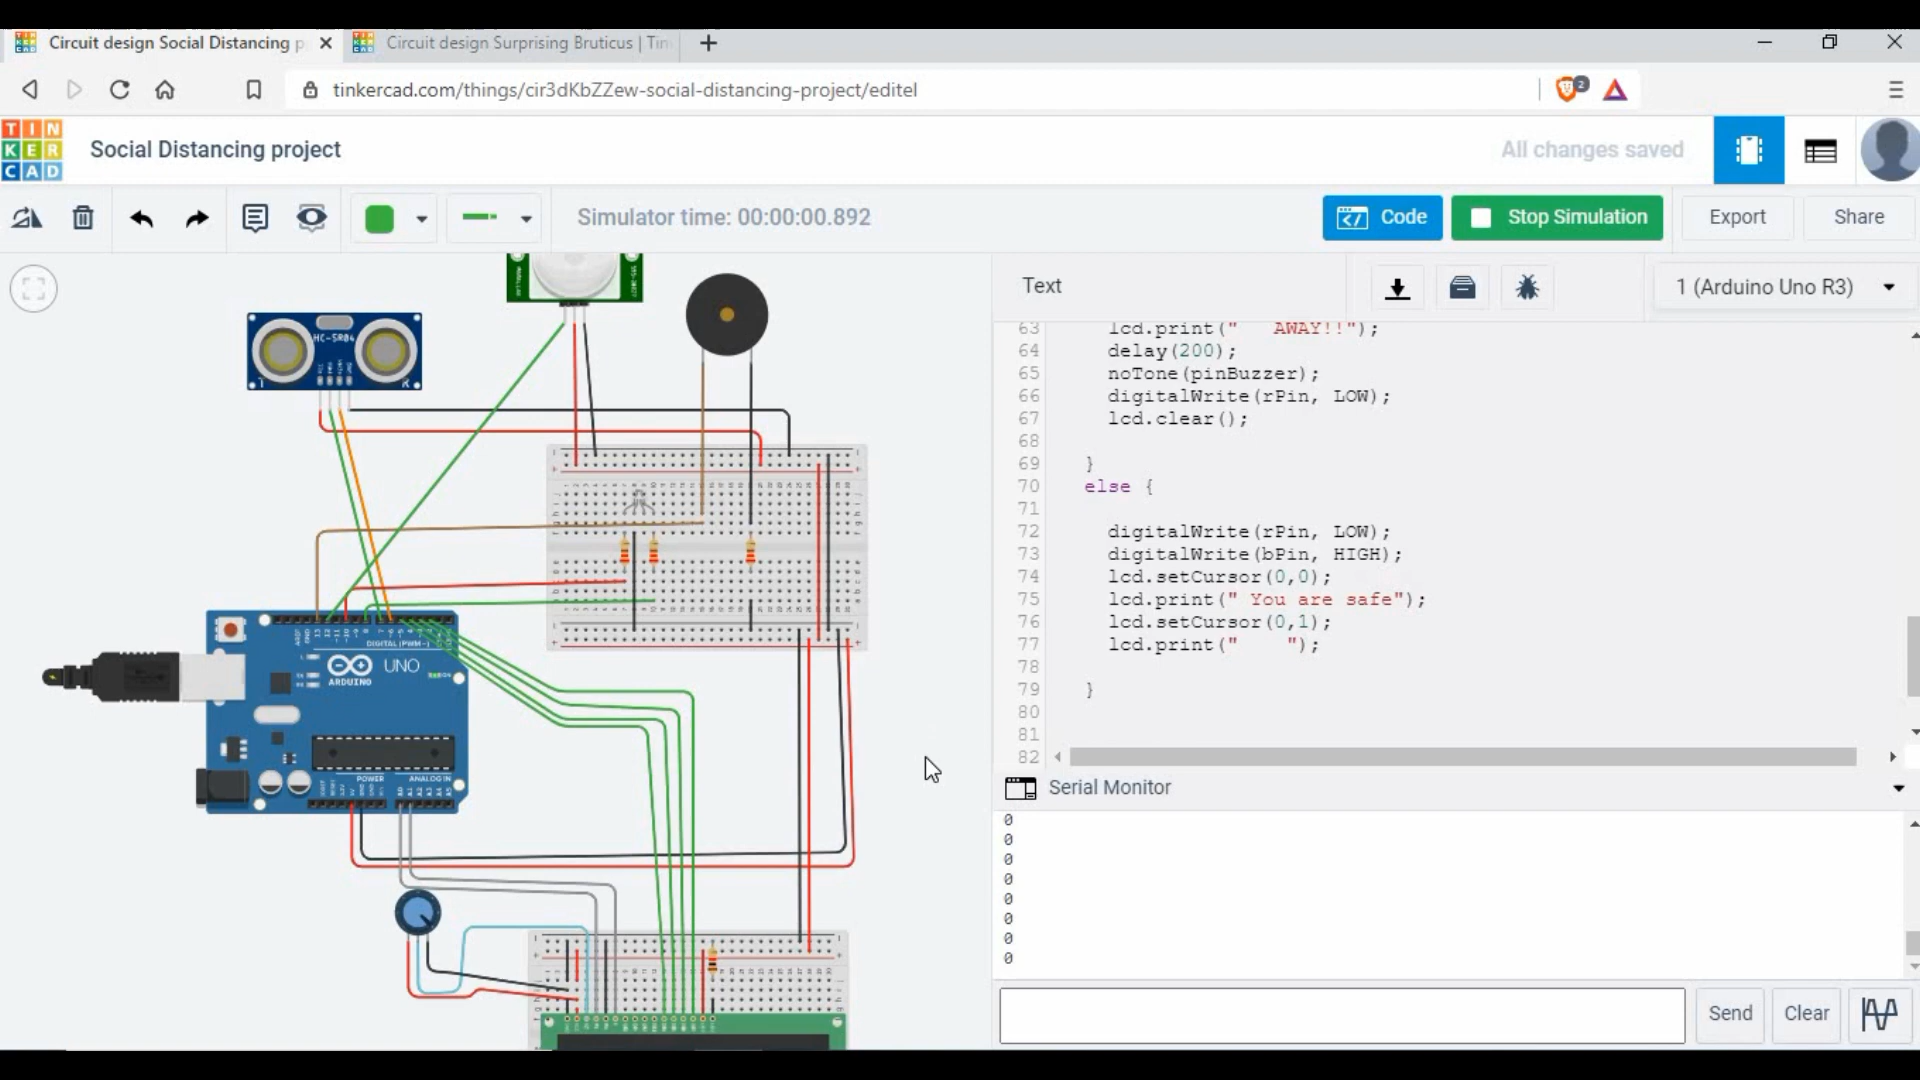 Circuit design Social Distancing p
Circuit design Surprising Bruticus | Tin
tinkercad.com/things/cir3dKbZZew-social-distancing-project/editel
2
TIN
KER
CAD
Social Distancing project
All changes saved
Simulator time: 00:00:00.892
Code
Stop Simulation
Export
Share
Text
1 (Arduino Uno R3)
63 lcd.print("   AWAY!!");
64 delay(200);
65 noTone(pinBuzzer);
66 digitalWrite(rPin, LOW);
67 lcd.clear();
68
69 }
70 else {
71
72 digitalWrite(rPin, LOW);
73 digitalWrite(bPin, HIGH);
74 lcd.setCursor(0,0);
75 lcd.print(" You are safe");
76 lcd.setCursor(0,1);
77 lcd.print("    ");
78
79 }
80
81
82
Serial Monitor
0
0
0
0
0
0
0
0
Send
Clear
HC-SR04
T
R
DIGITAL (PWM~)
UNO
ARDUINO
POWER
ANALOG IN